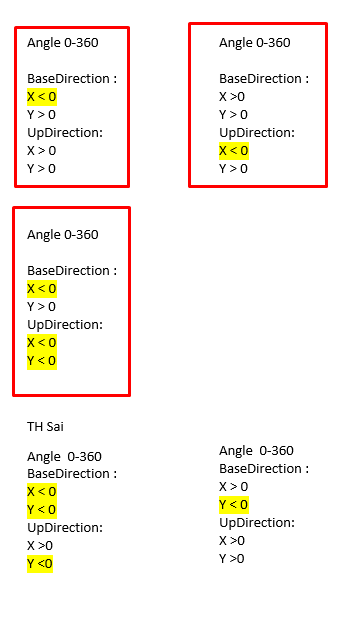 Angle 0-360
BaseDirection :
X < 0
Y > 0
UpDirection:
X > 0
Y > 0
Angle 0-360
BaseDirection :
X >0
Y > 0
UpDirection:
X < 0
Y > 0
Angle 0-360
BaseDirection :
X < 0
Y > 0
UpDirection:
X < 0
Y < 0
TH Sai
Angle  0-360
BaseDirection :
X < 0
Y < 0
UpDirection:
X >0
Y <0
Angle  0-360
BaseDirection :
X > 0
Y < 0
UpDirection:
X >0
Y >0